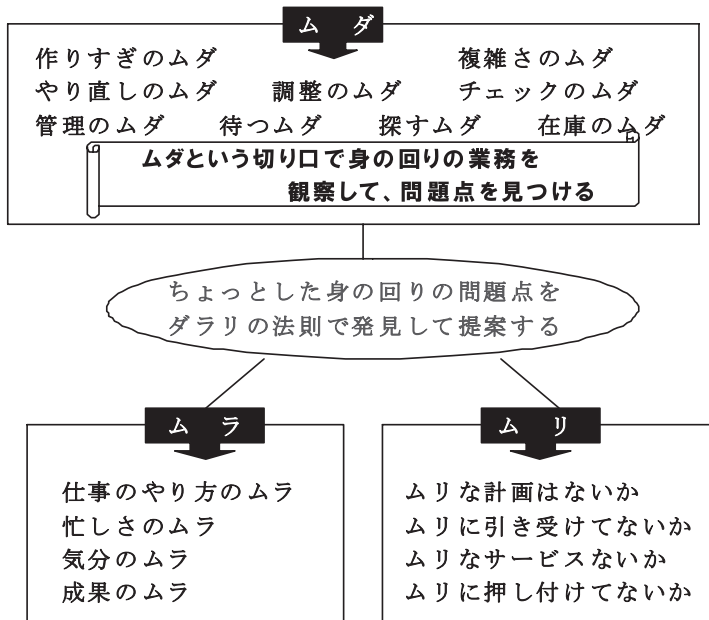 ムダ
作りすぎのムダ 複雑さのムダ
やり直しのムダ 調整のムダ チェックのムダ
管理のムダ 待つムダ 探すムダ 在庫のムダ
ムダという切り口で身の回りの業務を
観察して、問題点を見つける
ちょっとした身の回りの問題点を
ダラリの法則で発見して提案する
ムラ
仕事のやり方のムラ
忙しさのムラ
気分のムラ
成果のムラ
ムリ
ムリな計画はないか
ムリに引き受けてないか
ムリなサービスないか
ムリに押し付けてないか